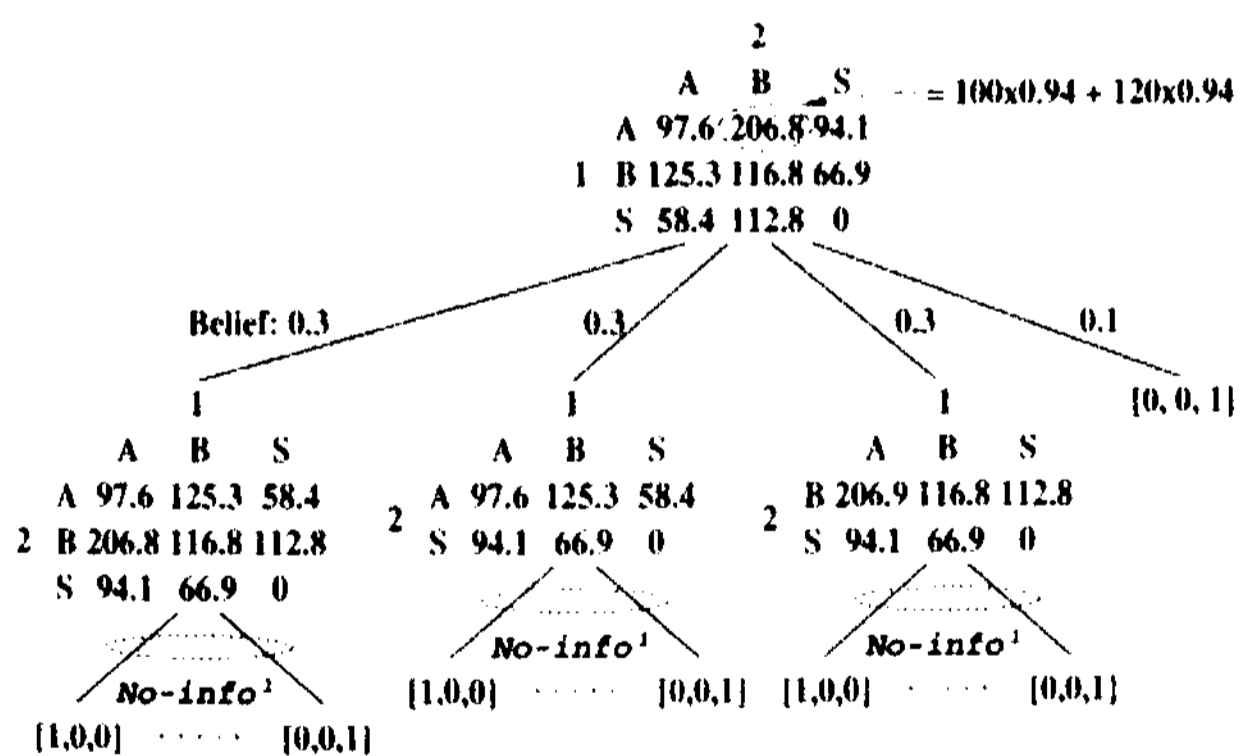 2
A B S = 100x0.94 + 120x0.94
A 97.6 206.8 94.1
1 B 125.3 116.8 66.9
S 58.4 112.8 0
Belief: 0.3 0.3 0.3 0.1
1 1 1 [0, 0, 1]
A B S A B S A B S
A 97.6 125.3 58.4 2 A 97.6 125.3 58.4 2 B 206.9 116.8 112.8
2 B 206.8 116.8 112.8 S 94.1 66.9 0 S 94.1 66.9 0
S 94.1 66.9 0
No-info¹ No-info¹
No-info¹ [1,0,0] ..... [0,0,1] [1,0,0] ..... [0,0,1]
[1,0,0] ..... [0,0,1]